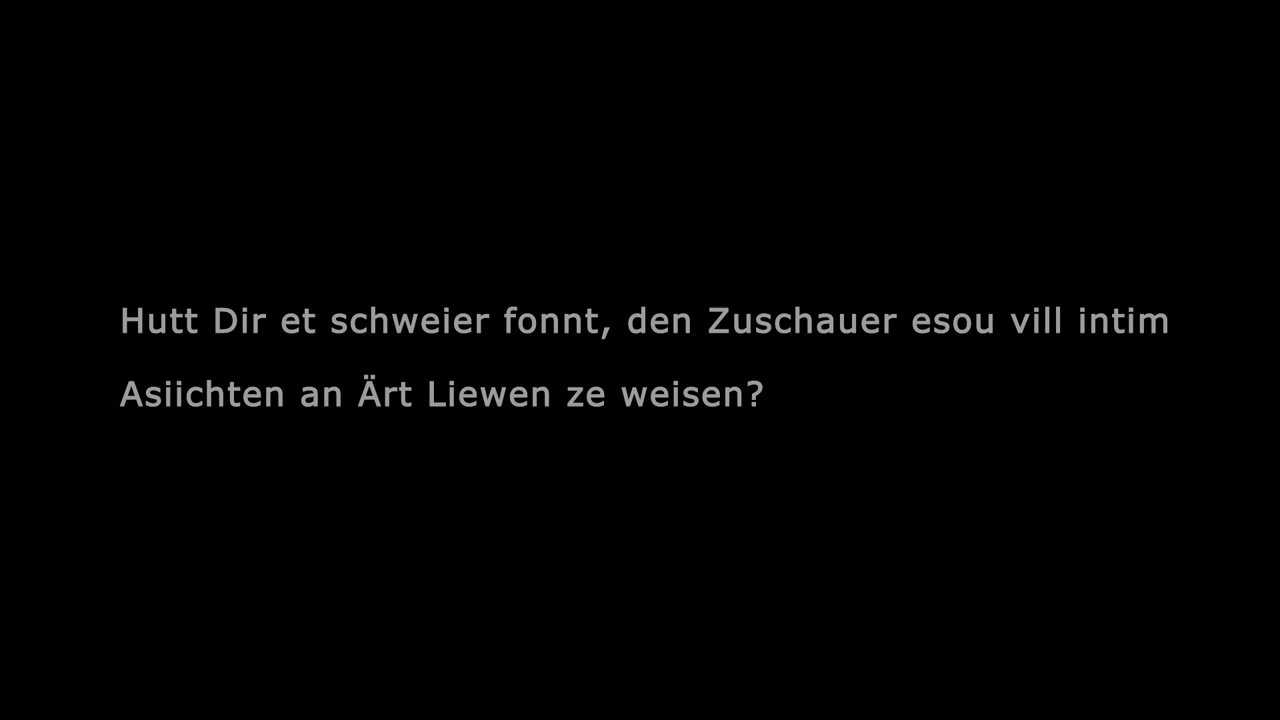 Hutt Dir et schweier fonnt, den Zuschauer esou vill intim
Asiichten an Ärt Liewen ze weisen?